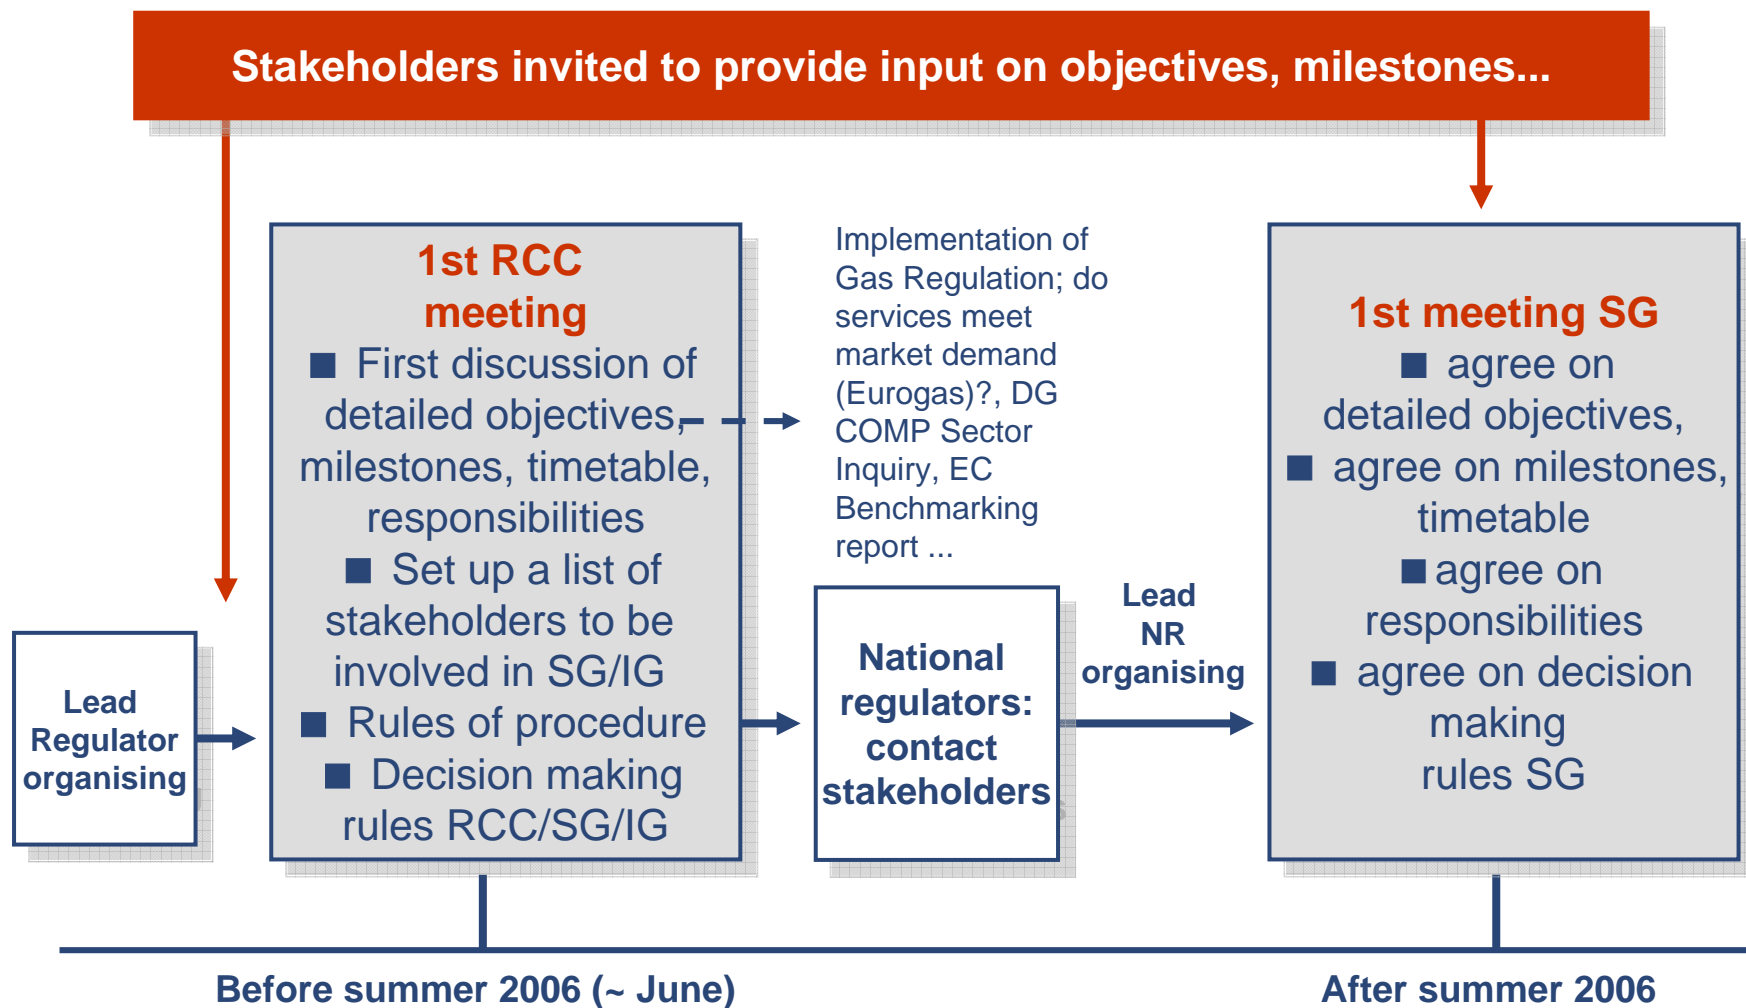 Stakeholders invited to provide input on objectives, milestones...
Lead
Regulator
organising
1st RCC
meeting
■ First discussion of
detailed objectives,
milestones, timetable,
responsibilities
■ Set up a list of
stakeholders to be
involved in SG/IG
■ Rules of procedure
■ Decision making
rules RCC/SG/IG
Implementation of
Gas Regulation; do
services meet
market demand
(Eurogas)?, DG
COMP Sector
Inquiry, EC
Benchmarking
report ...
National
regulators:
contact
stakeholders
Lead
NR
organising
1st meeting SG
■ agree on
detailed objectives,
■ agree on milestones,
timetable
■ agree on
responsibilities
■ agree on decision
making
rules SG
Before summer 2006 (~ June)
After summer 2006